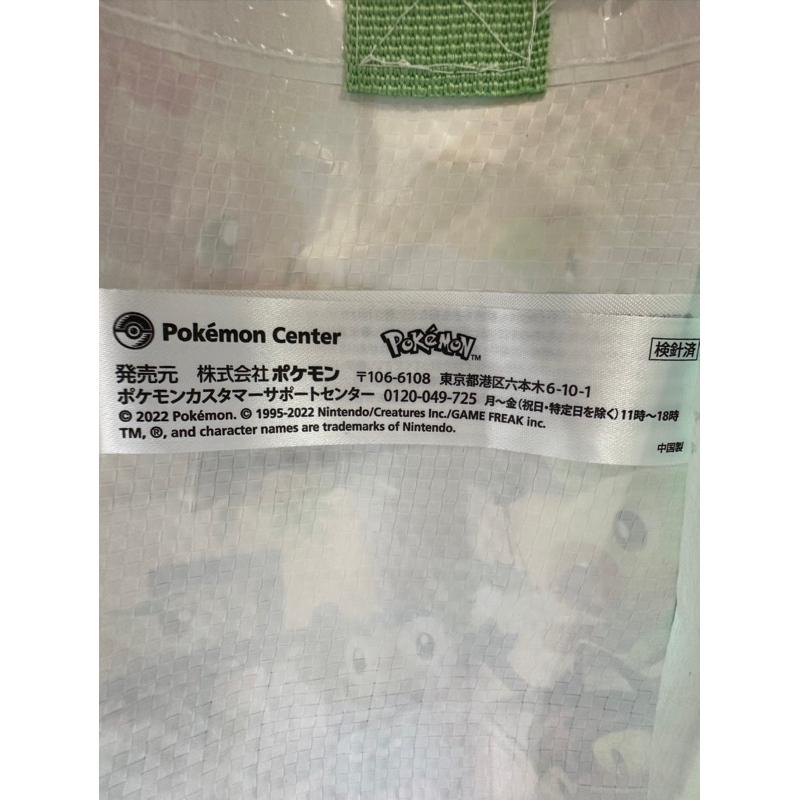 Pokémon Center POKéMON TM 検針済
発売元 株式会社ポケモン 〒106-6108 東京都港区六本木6-10-1
ポケモンカスタマーサポートセンター 0120-049-725 月～金(祝日・特定日を除く)11時～18時
© 2022 Pokémon. © 1995-2022 Nintendo/Creatures Inc./GAME FREAK inc.
TM, ®, and character names are trademarks of Nintendo.
中国製